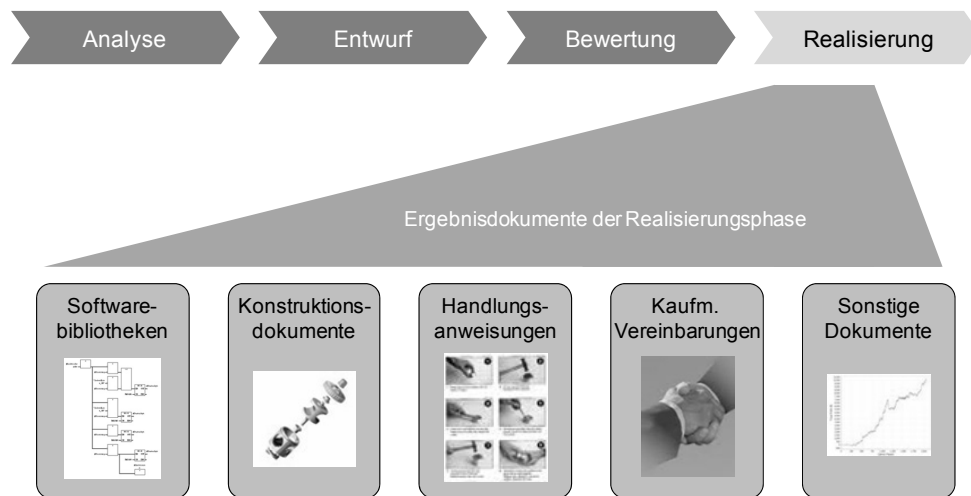 Analyse
Entwurf
Bewertung
Realisierung
Ergebnisdokumente der Realisierungsphase
Software-
bibliotheken
Konstruktions-
dokumente
Handlungs-
anweisungen
Kaufm.
Vereinbarungen
Sonstige
Dokumente